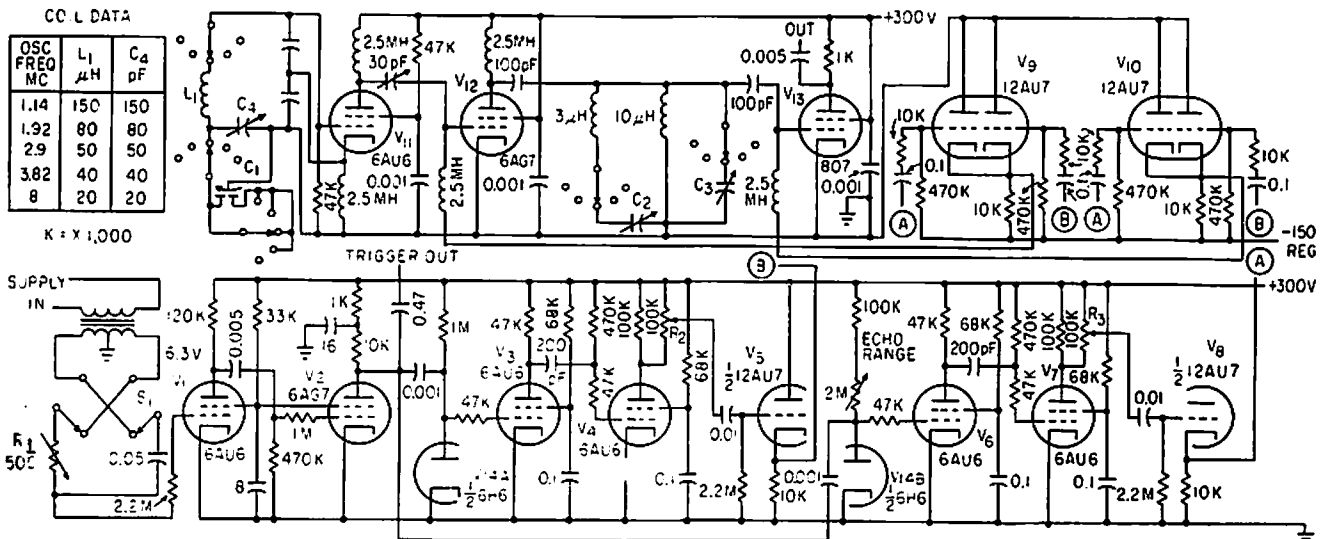 COIL DATA
OSC FREQ MC L1 µH C4 pF
1.14 150 150
1.92 80 80
2.9 50 50
3.82 40 40
8 20 20
K = X 1,000
L1
C4
C1
2.5MH
30pF
47K
V11
6AU6
0.001
47K
2.5MH
2.5MH
100pF
V12
6AG7
0.001
2.5MH
3µH
10µH
C2
C3
100pF
OUT
0.005
1K
V13
807
0.001
2.5 MH
+300V
V9
12AU7
10K
0.1
A
470K
10K
470K
10K
0.1
B
V10
12AU7
10K
A
470K
10K
470K
10K
0.1
B
-150 REG
A
SUPPLY IN
6.3V
S1
R1
500
0.05
2.2M
120K
0.005
V1
6AU6
33K
8
1M
470K
V2
6AG7
1K
16
10K
TRIGGER OUT
0.47
0.001
1M
47K
V14A
½6H6
47K
V3
6AU6
200 pF
68K
0.1
470K
47K
V4
6AU6
100K
100K
R2
68K
0.1
0.01
2.2M
V5
½ 12AU7
10K
B
100K
ECHO RANGE
2M
47K
0.001
V14B
½6H6
47K
V6
6AU6
200pF
68K
0.1
470K
47K
V7
6AU6
100K
100K
R3
68K
0.1
0.01
2.2M
V8
½ 12AU7
10K
+300V